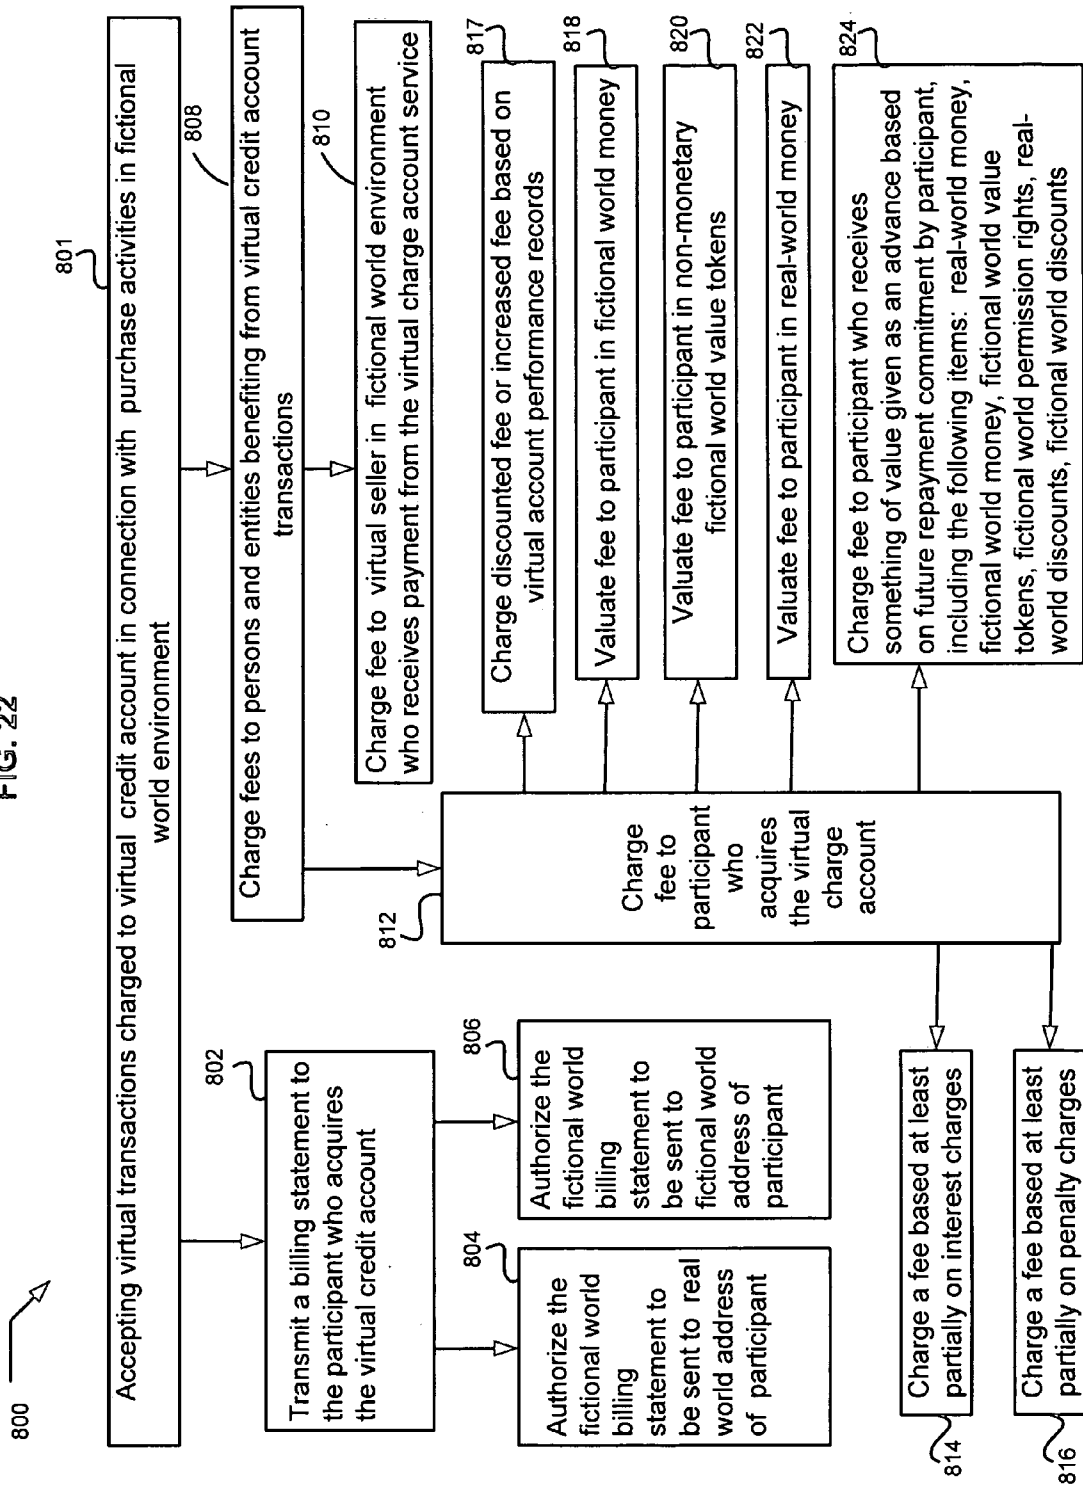 FIG. 22
800
801
Accepting virtual transactions charged to virtual credit account in connection with purchase activities in fictional
world environment
802
Transmit a billing statement to
the participant who acquires
the virtual credit account
804
Authorize the
fictional world
billing
statement to
be sent to real
world address
of participant
806
Authorize the
fictional world
billing
statement to
be sent to
fictional world
address of
participant
808
Charge fees to persons and entities benefiting from virtual credit account
transactions
810
Charge fee to virtual seller in fictional world environment
who receives payment from the virtual charge account service
812
Charge
fee to
participant
who
acquires
the virtual
charge
account
814
Charge a fee based at least
partially on interest charges
816
Charge a fee based at least
partially on penalty charges
817
Charge discounted fee or increased fee based on
virtual account performance records
818
Valuate fee to participant in fictional world money
820
Valuate fee to participant in non-monetary
fictional world value tokens
822
Valuate fee to participant in real-world money
824
Charge fee to participant who receives
something of value given as an advance based
on future repayment commitment by participant,
including the following items: real-world money,
fictional world money, fictional world value
tokens, fictional world permission rights, real-
world discounts, fictional world discounts